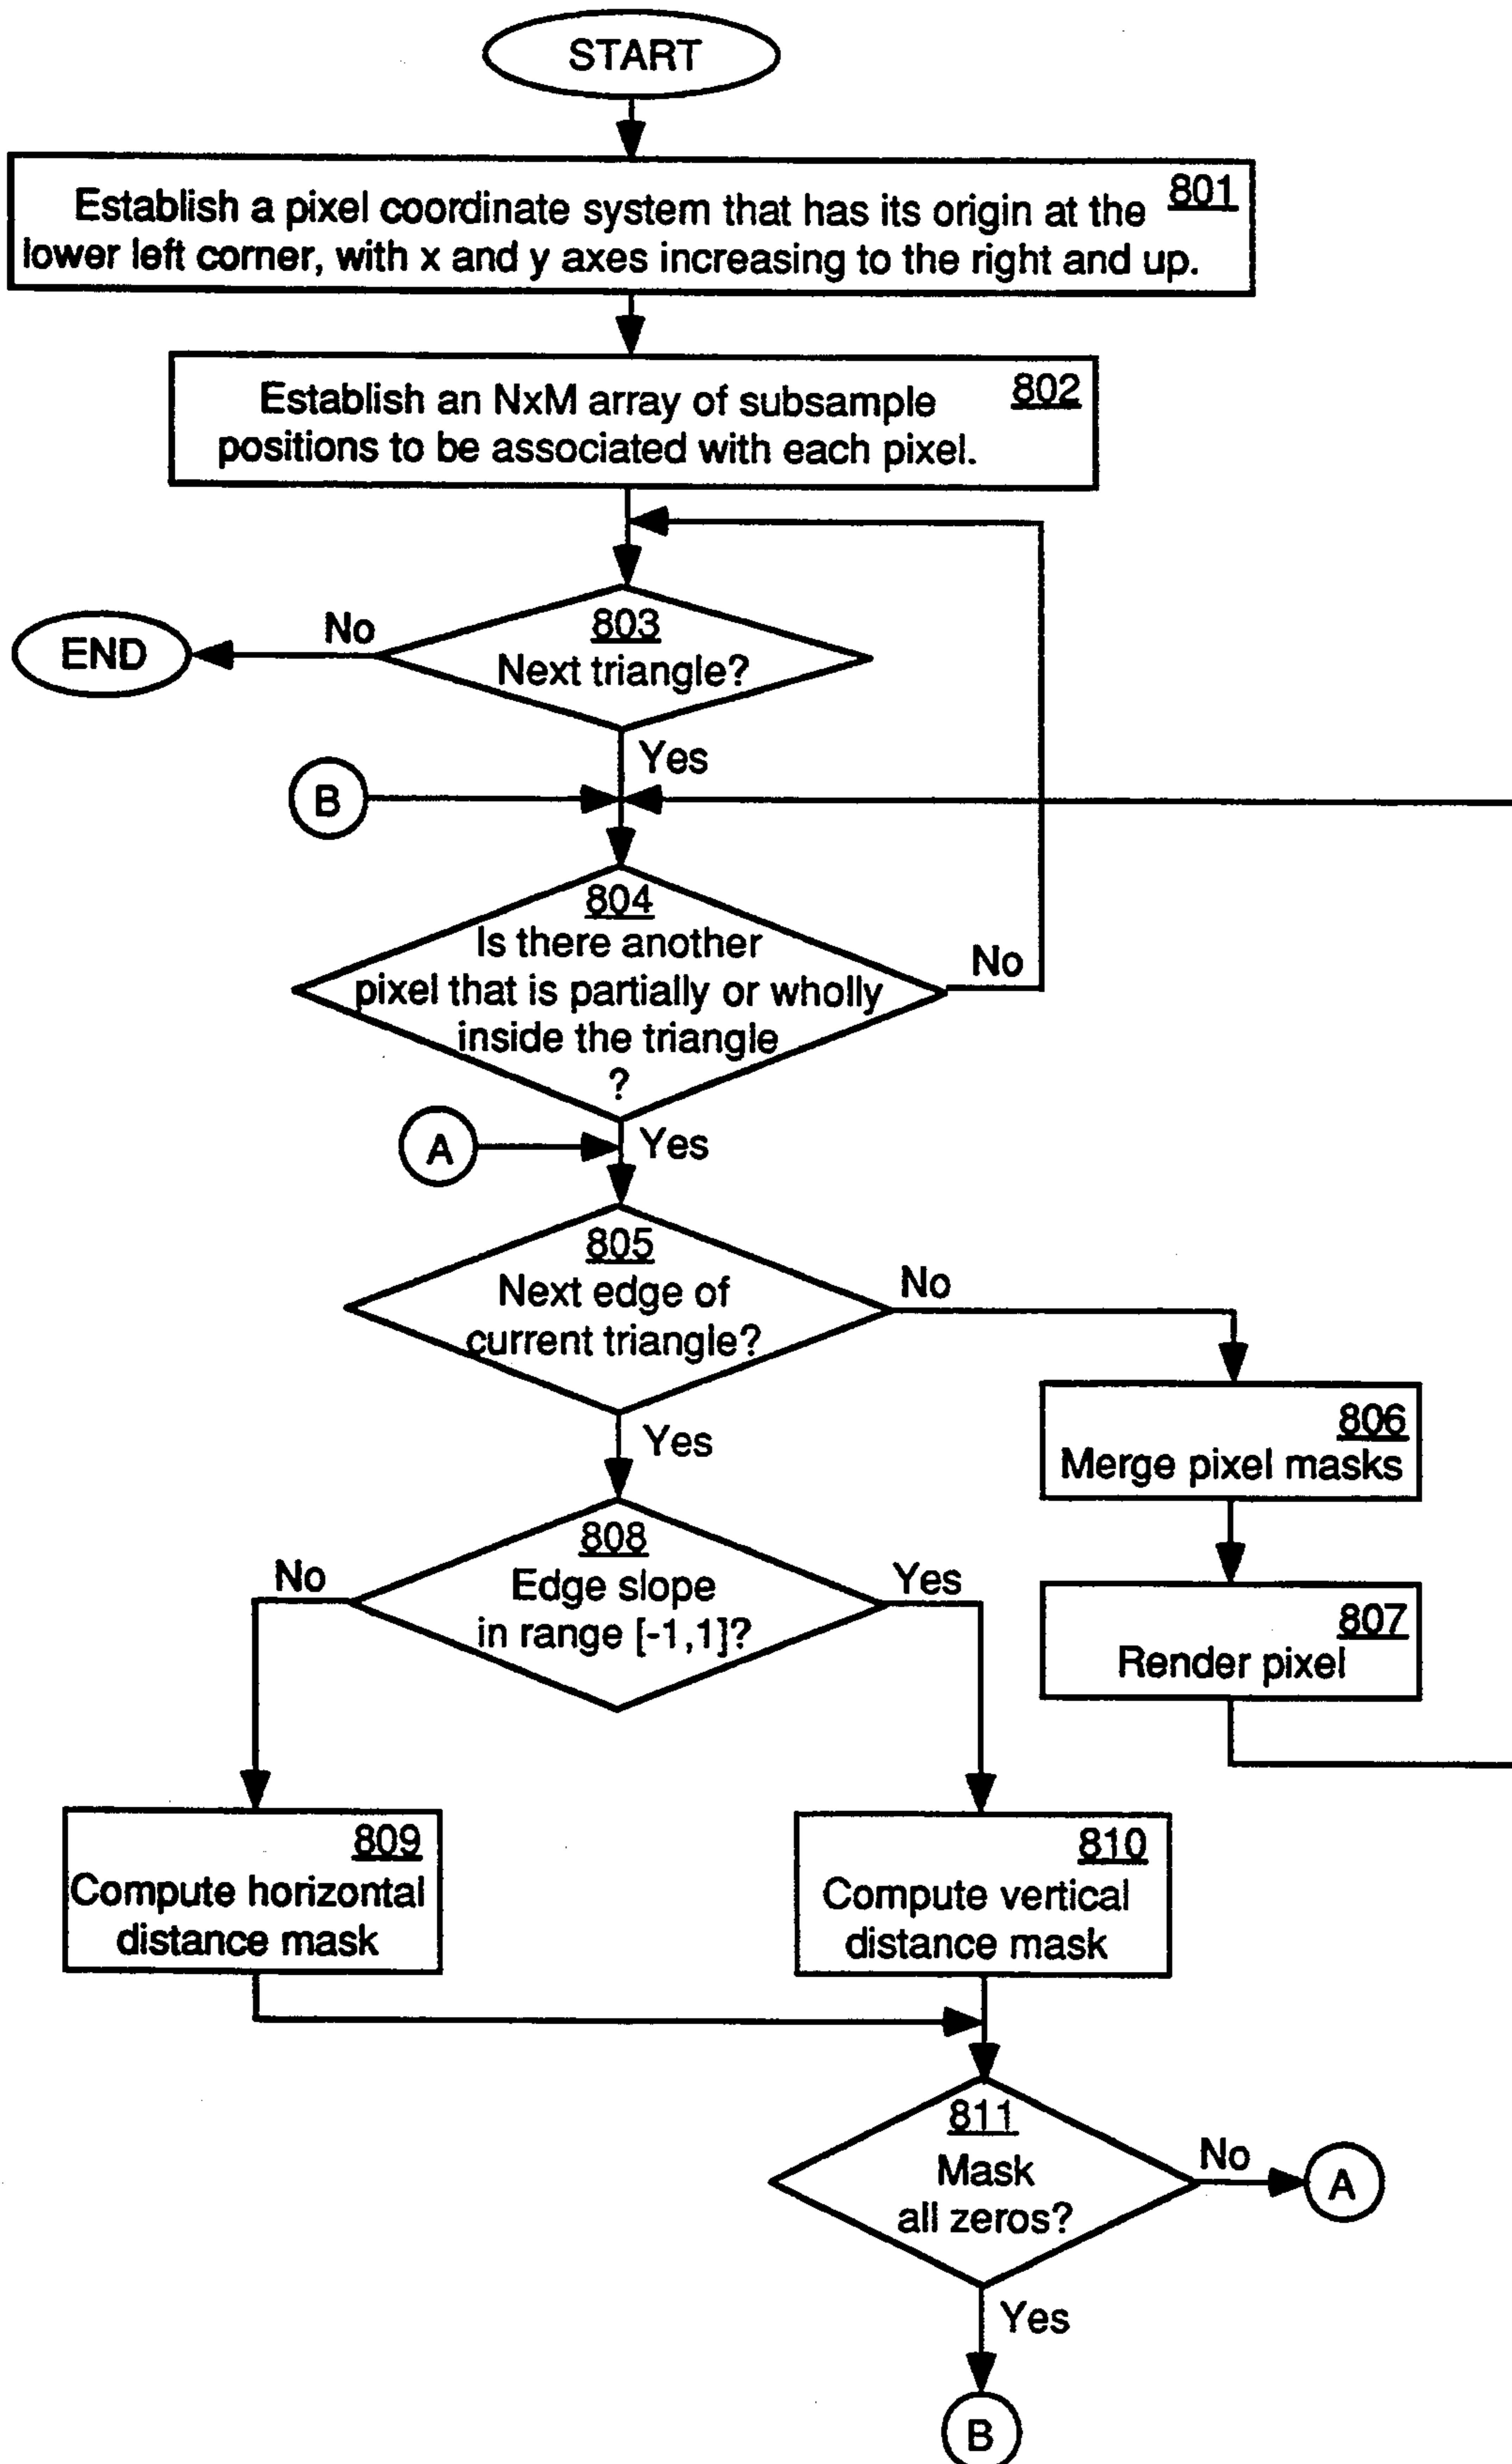 START
801
Establish a pixel coordinate system that has its origin at the
lower left corner, with x and y axes increasing to the right and up.
802
Establish an NxM array of subsample
positions to be associated with each pixel.
803
Next triangle?
No
END
Yes
B
804
Is there another
pixel that is partially or wholly
inside the triangle
?
No
A
Yes
805
Next edge of
current triangle?
No
Yes
806
Merge pixel masks
807
Render pixel
808
Edge slope
in range [-1,1]?
No
Yes
809
Compute horizontal
distance mask
810
Compute vertical
distance mask
811
Mask
all zeros?
No
A
Yes
B